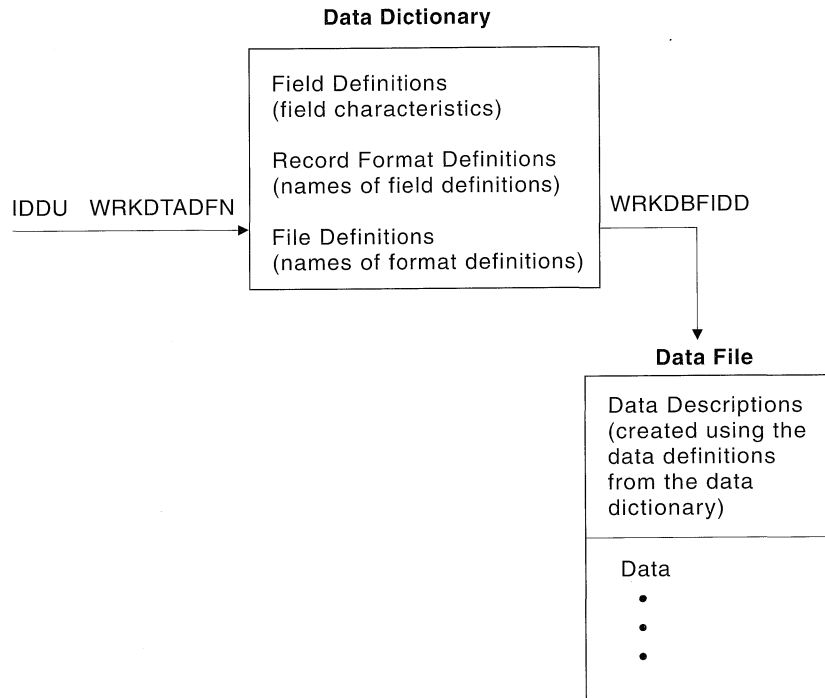 Data Dictionary
Field Definitions
(field characteristics)
Record Format Definitions
(names of field definitions)
IDDU WRKDTADFN
WRKDBFIDD
File Definitions
(names of format definitions)
Data File
Data Descriptions
(created using the
data definitions
from the data
dictionary)
Data